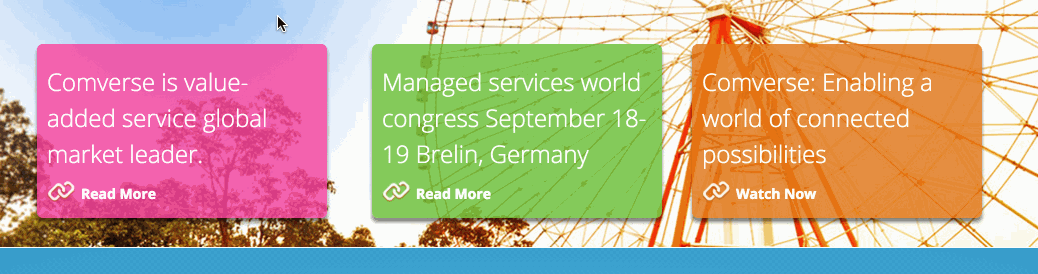 Comverse is value-
added service global
market leader.
Read More
Managed services world
congress September 18-
19 Brelin, Germany
Read More
Comverse: Enabling a
world of connected
possibilities
Watch Now